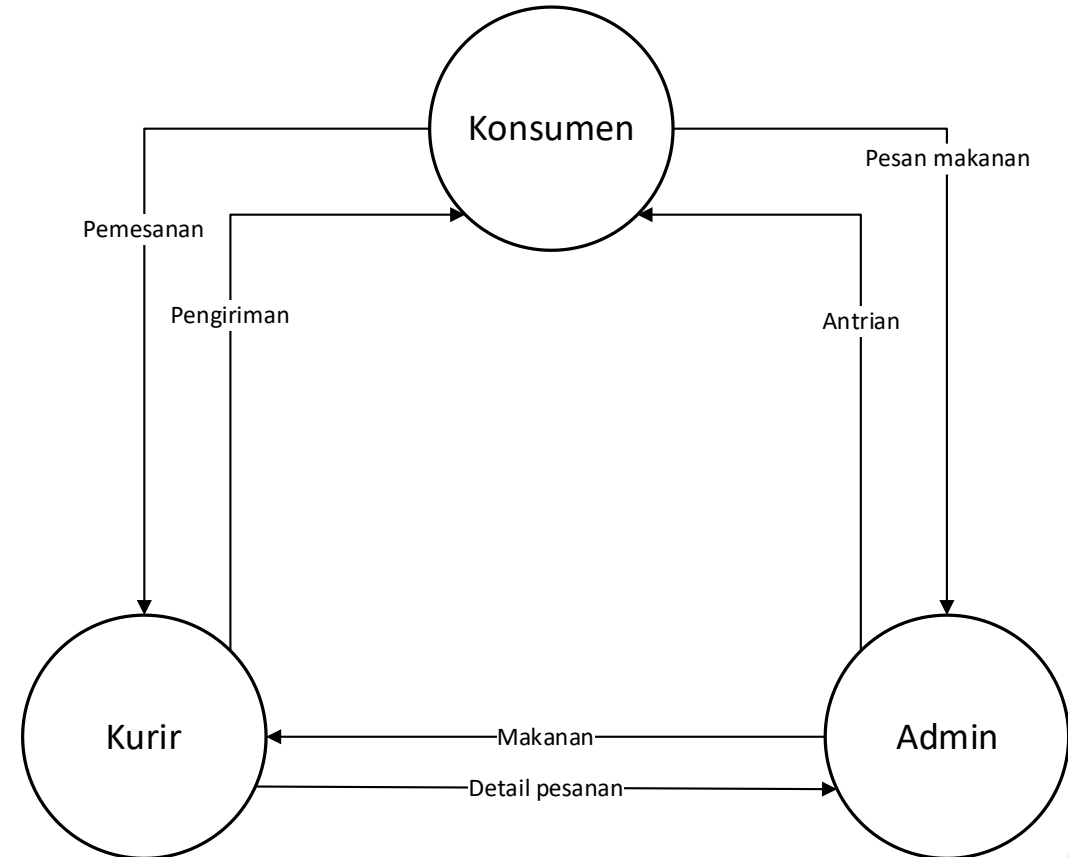 Konsumen
Pesan makanan
Pemesanan
Pengiriman
Antrian
Kurir
Makanan
Admin
Detail pesanan